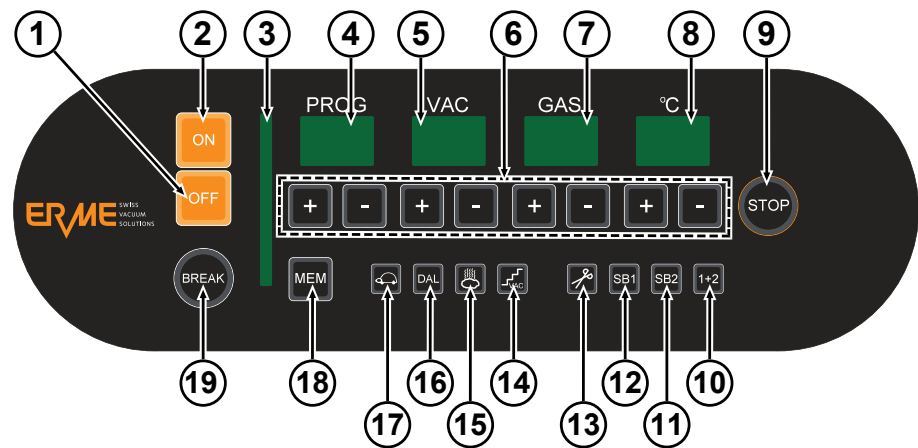 1 2 3 4 5 6 7 8 9
PROG VAC GAS °C
ON
OFF
ERME SWISS VACUUM SOLUTIONS
+ - + - + - + -
STOP
BREAK
MEM DAL VAC SB1 SB2 1+2
19 18 16 14 12 10
17 15 13 11